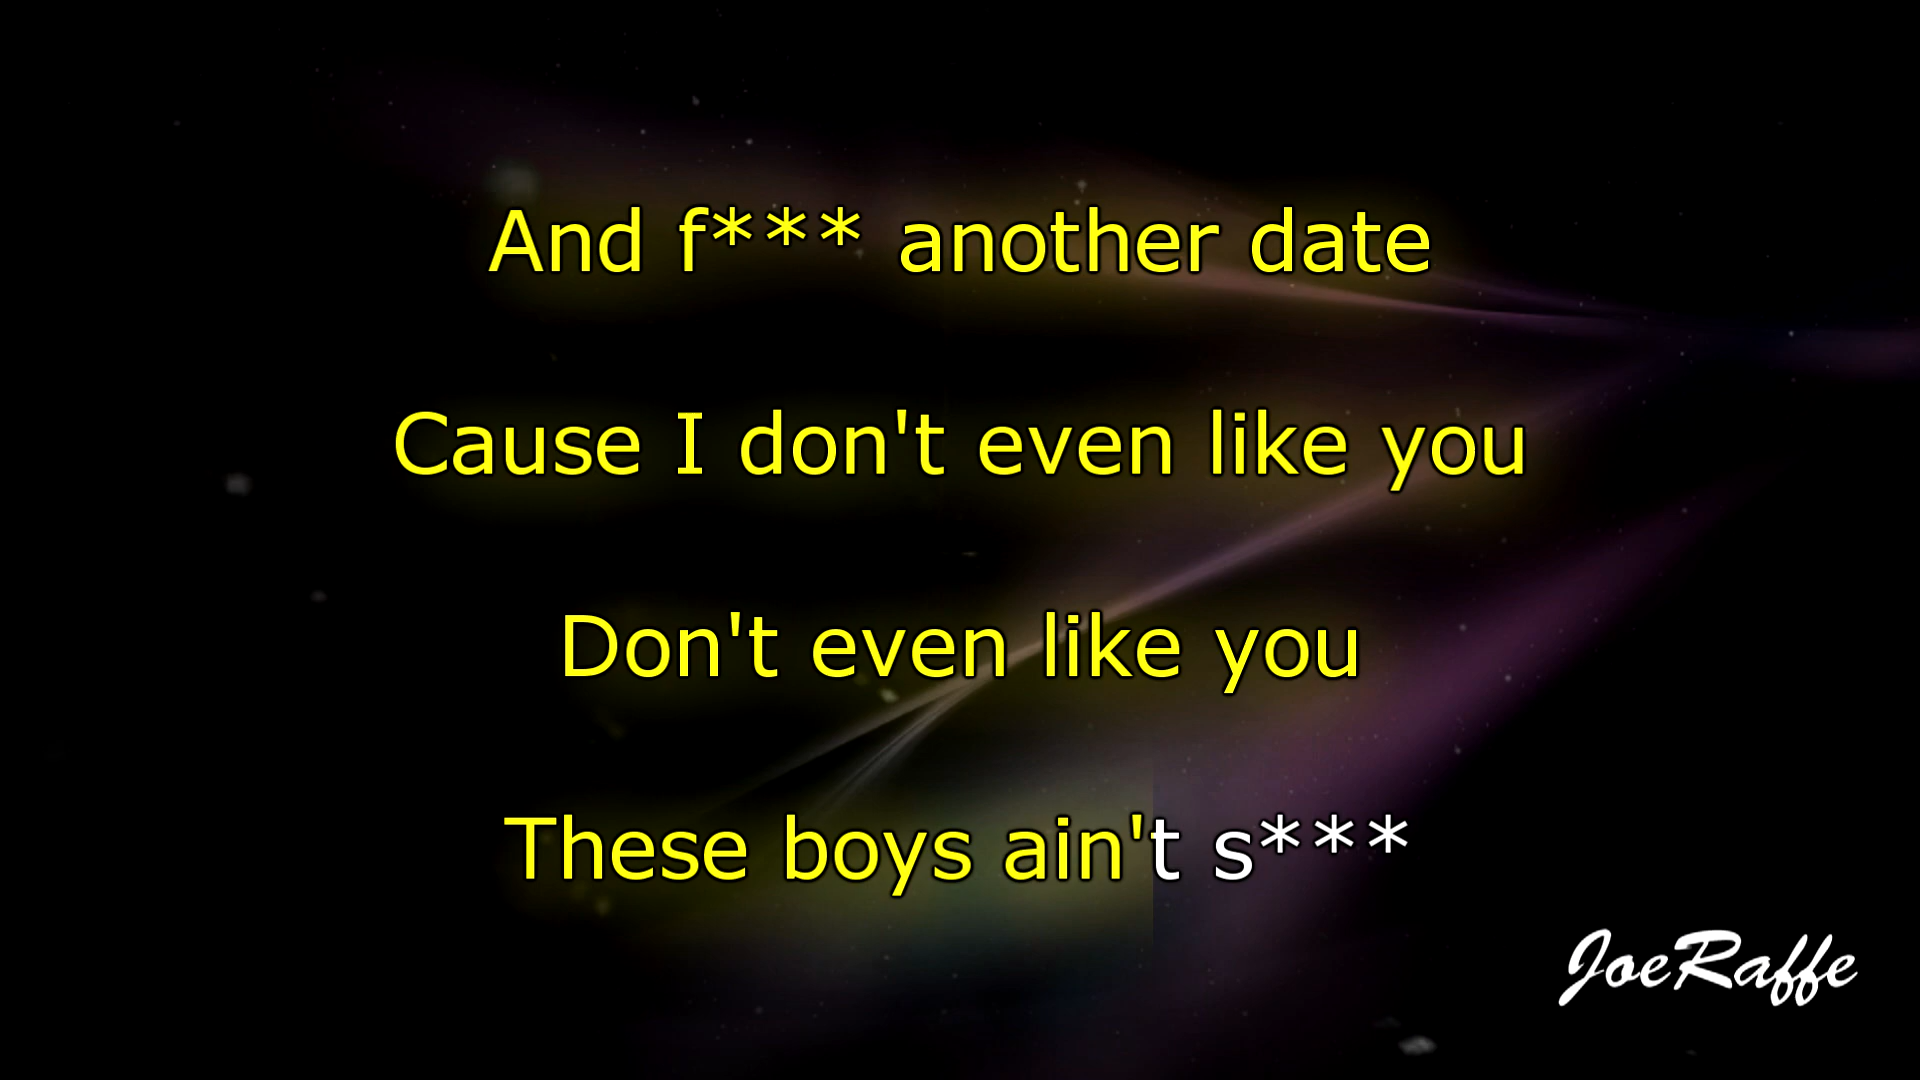 And f*** another date
Cause I don't even like you
Don't even like you
These boys ain't s***
JoeRaffe